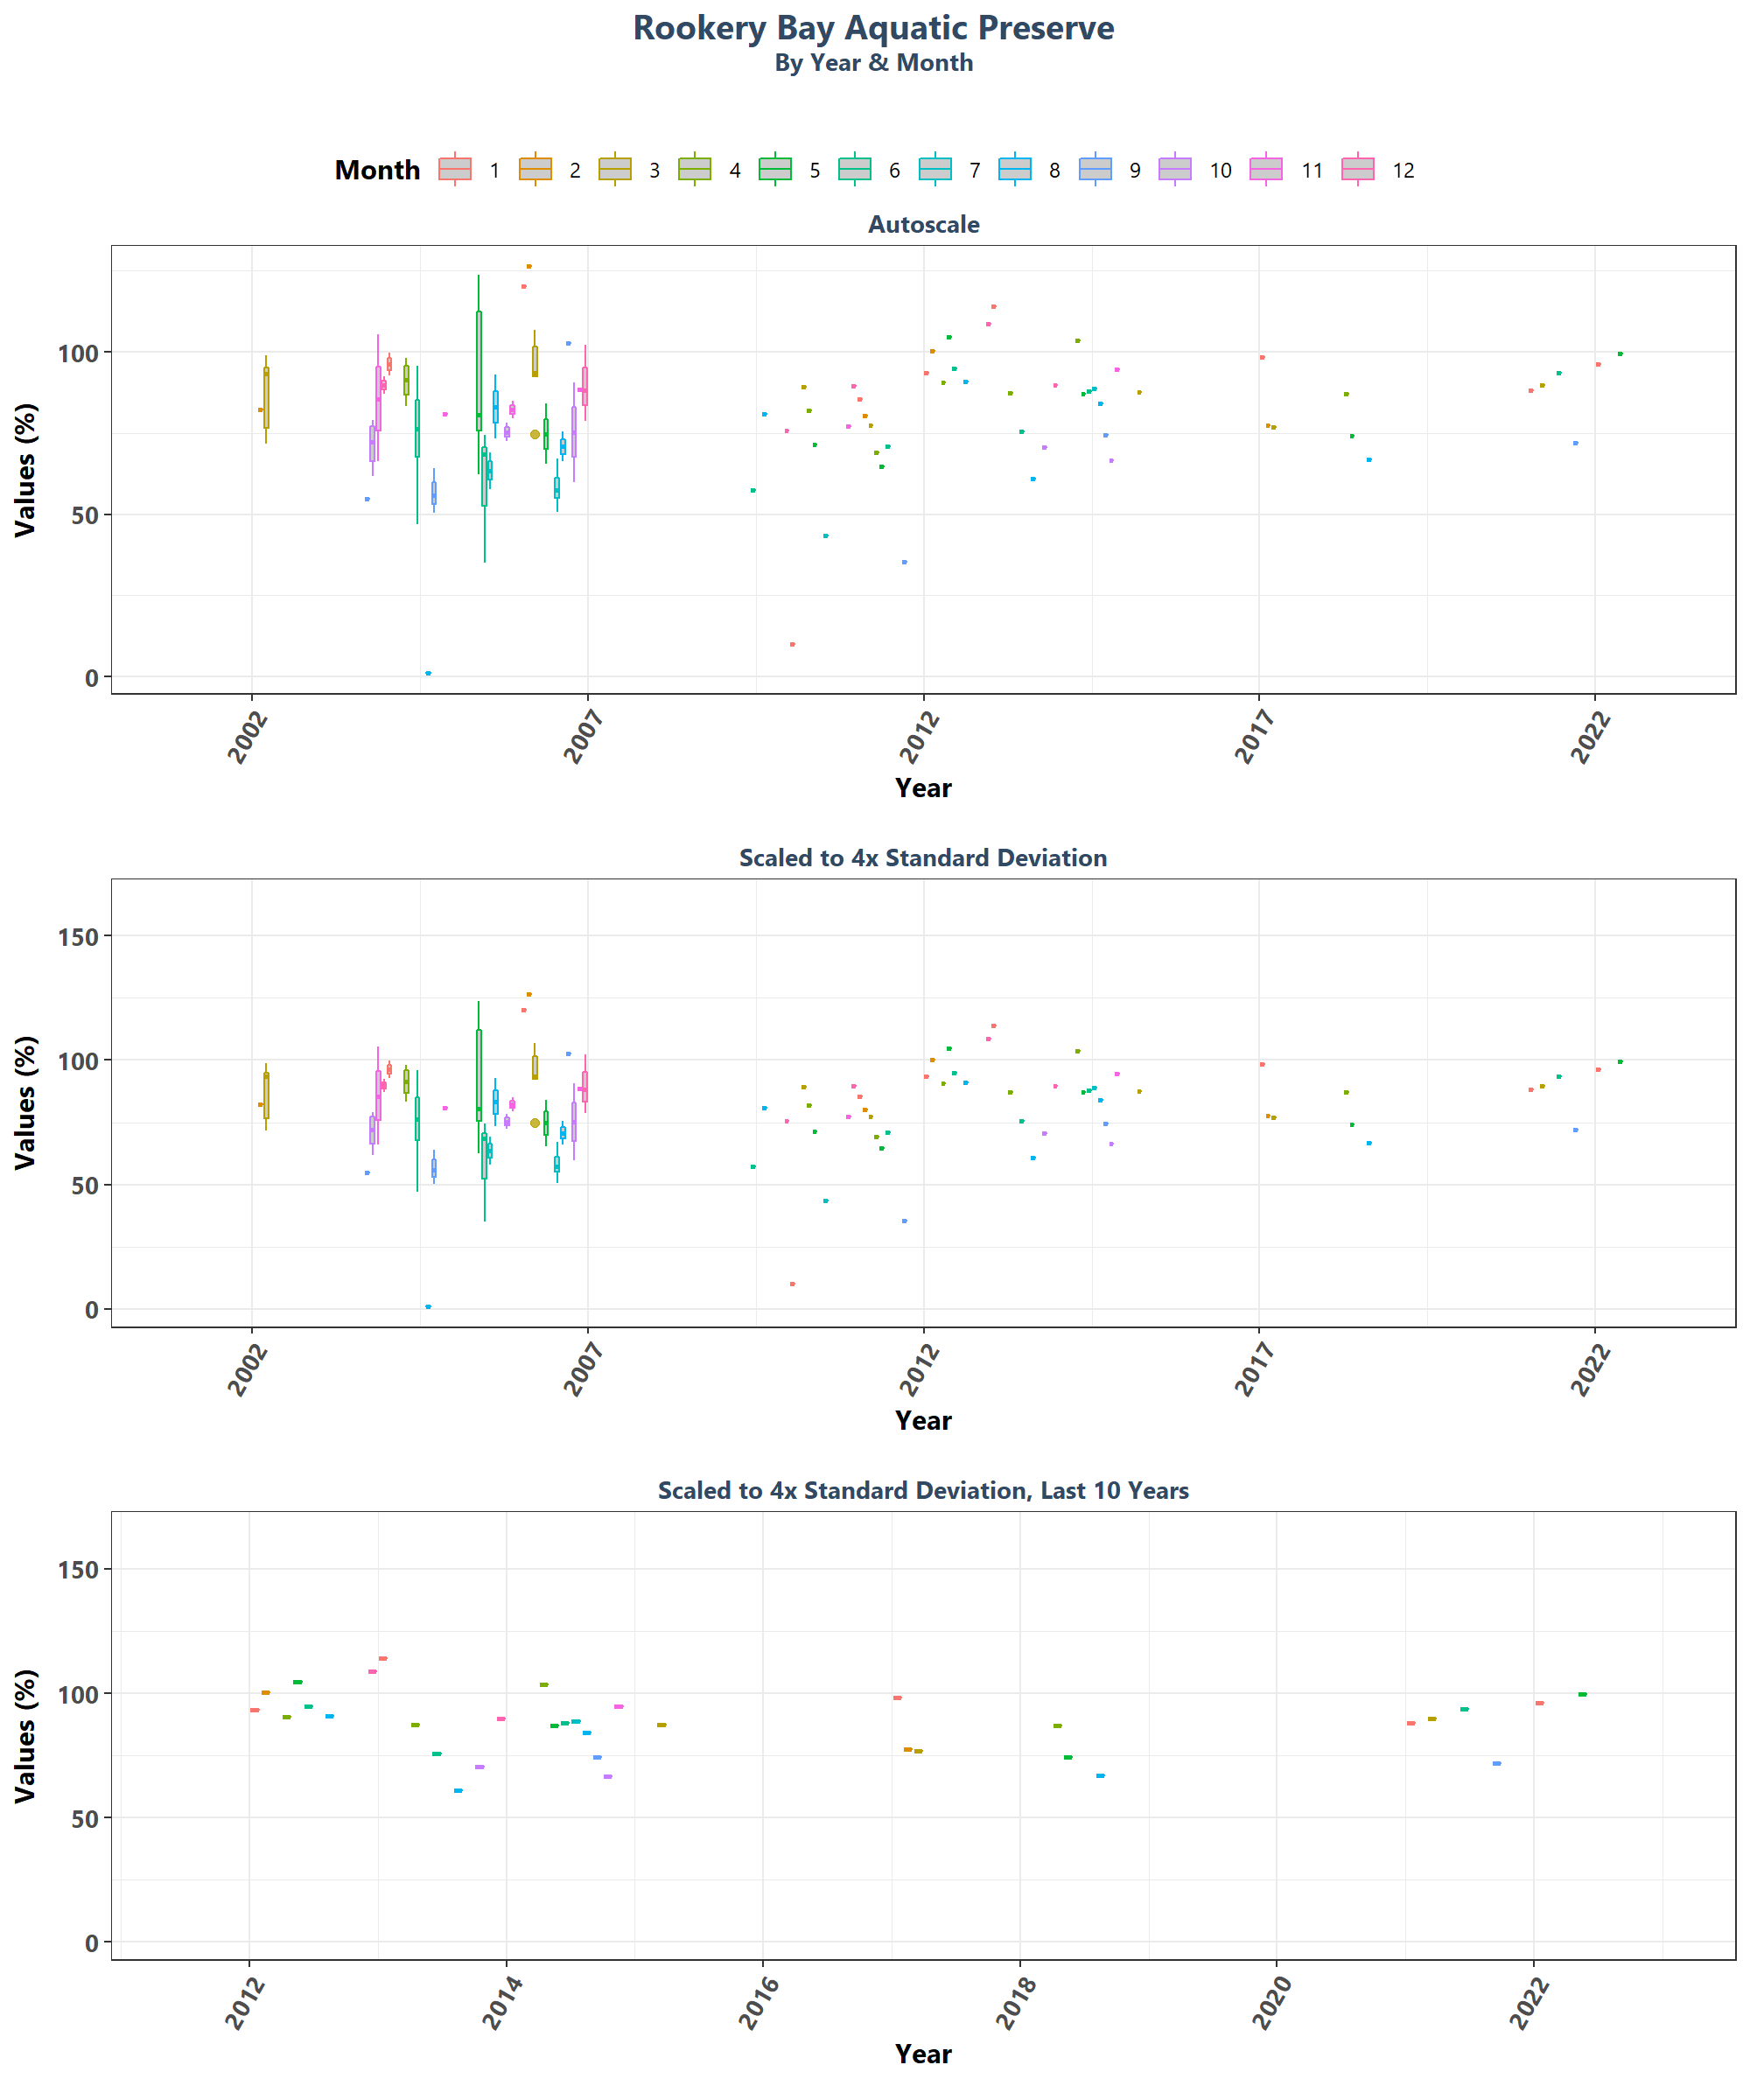 Rookery Bay Aquatic Preserve
By Year & Month
Month 1 2 3 4 5 6 7 8 9 10 11 12
Autoscale
Values (%)
100
50
0
2002 2007 2012 2017 2022
Year
Scaled to 4x Standard Deviation
Values (%)
150
100
50
0
2002 2007 2012 2017 2022
Year
Scaled to 4x Standard Deviation, Last 10 Years
Values (%)
150
100
50
0
2012 2014 2016 2018 2020 2022
Year